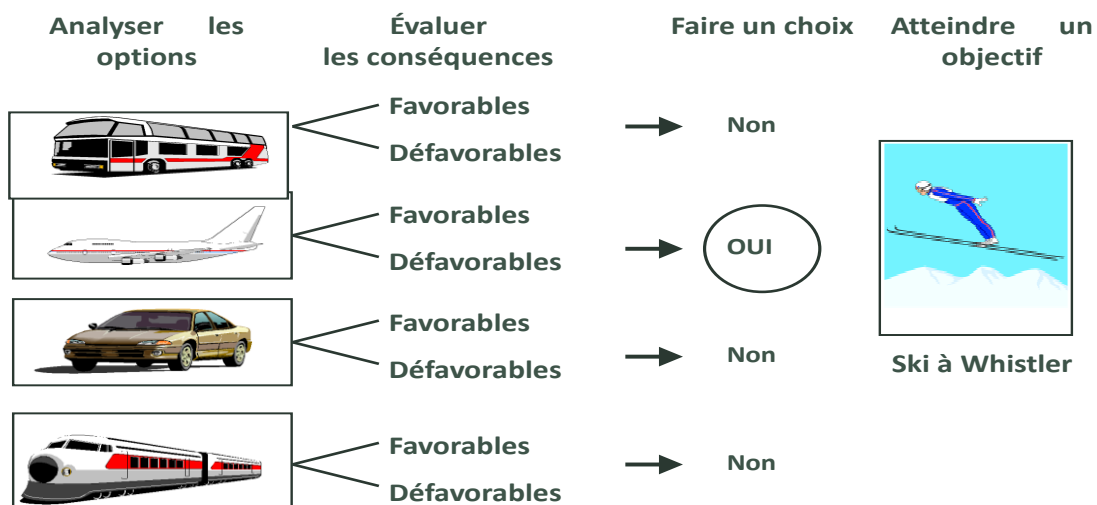 Analyser les
options
Évaluer
les conséquences
Faire un choix
Atteindre un
objectif
Favorables
Défavorables
Non
Favorables
Défavorables
OUI
Favorables
Défavorables
Non
Ski à Whistler
Favorables
Défavorables
Non